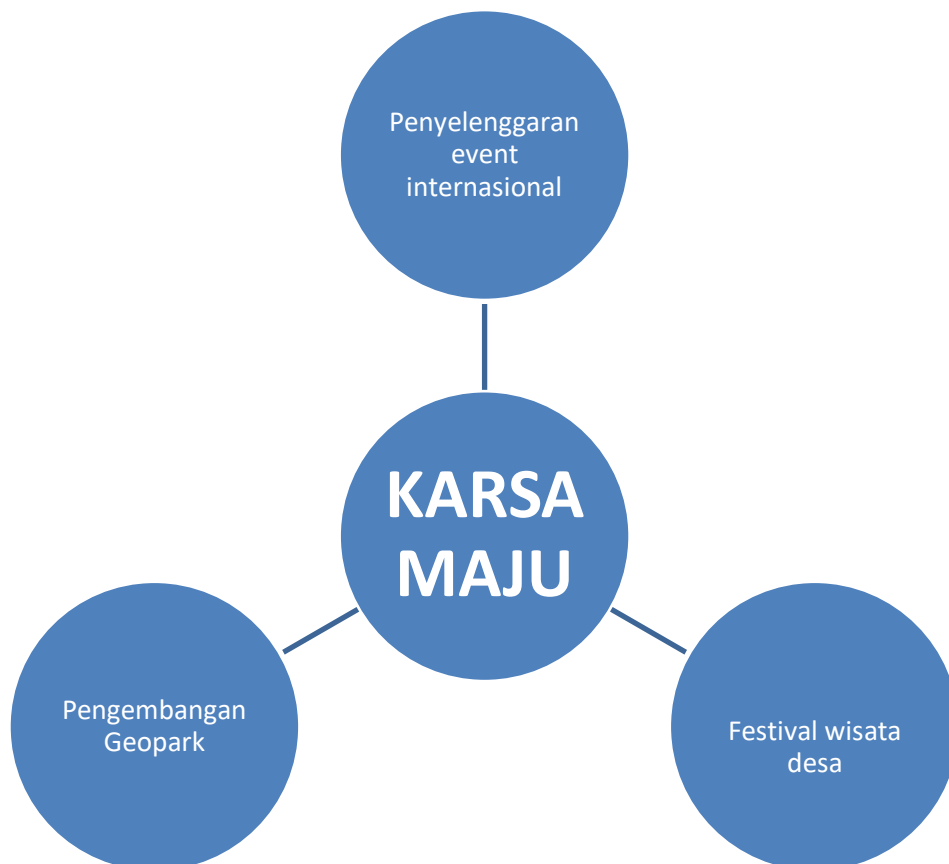 Penyelenggaran
event
internasional
KARSA
MAJU
Pengembangan
Geopark
Festival wisata
desa